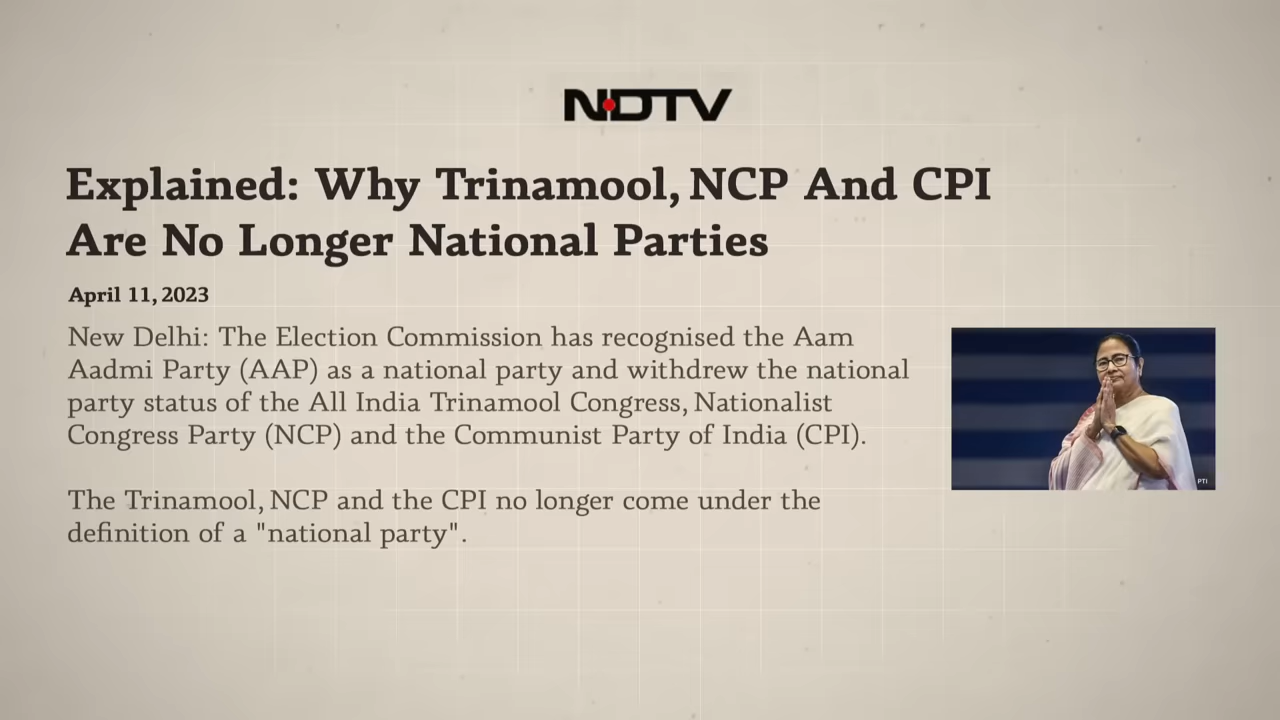 NDTV
Explained: Why Trinamool, NCP And CPI
Are No Longer National Parties
April 11, 2023
New Delhi: The Election Commission has recognised the Aam
Aadmi Party (AAP) as a national party and withdrew the national
party status of the All India Trinamool Congress, Nationalist
Congress Party (NCP) and the Communist Party of India (CPI).
The Trinamool, NCP and the CPI no longer come under the
definition of a "national party".
PTI